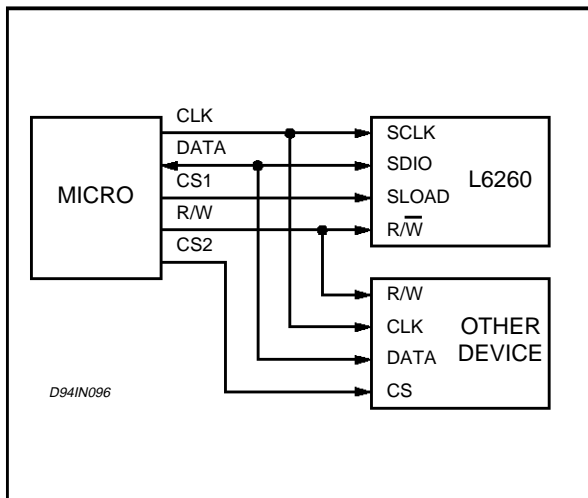 CLK
DATA
CS1
R/W
CS2
MICRO
SCLK
SDIO
SLOAD
R/W̅
L6260
R/W
CLK
DATA
CS
OTHER
DEVICE
D94IN096